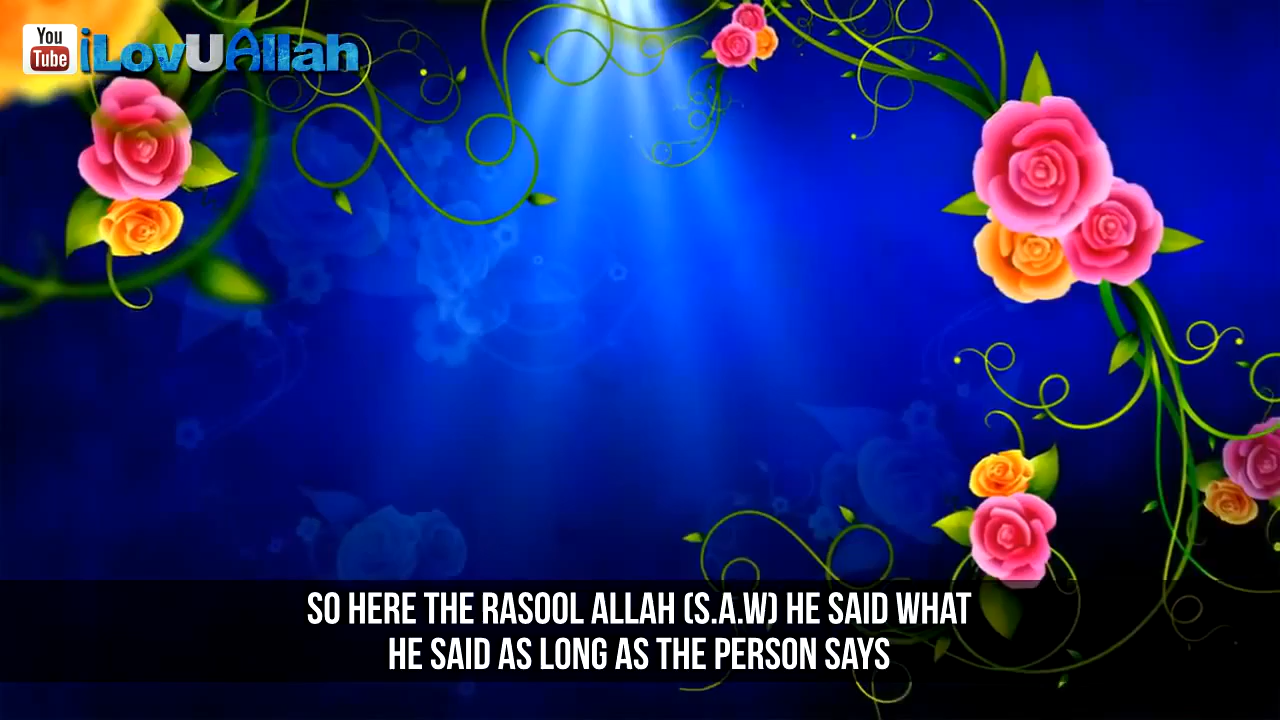 You
Tube
iLovUAllah
SO HERE THE RASOOL ALLAH (S.A.W) HE SAID WHAT
HE SAID AS LONG AS THE PERSON SAYS